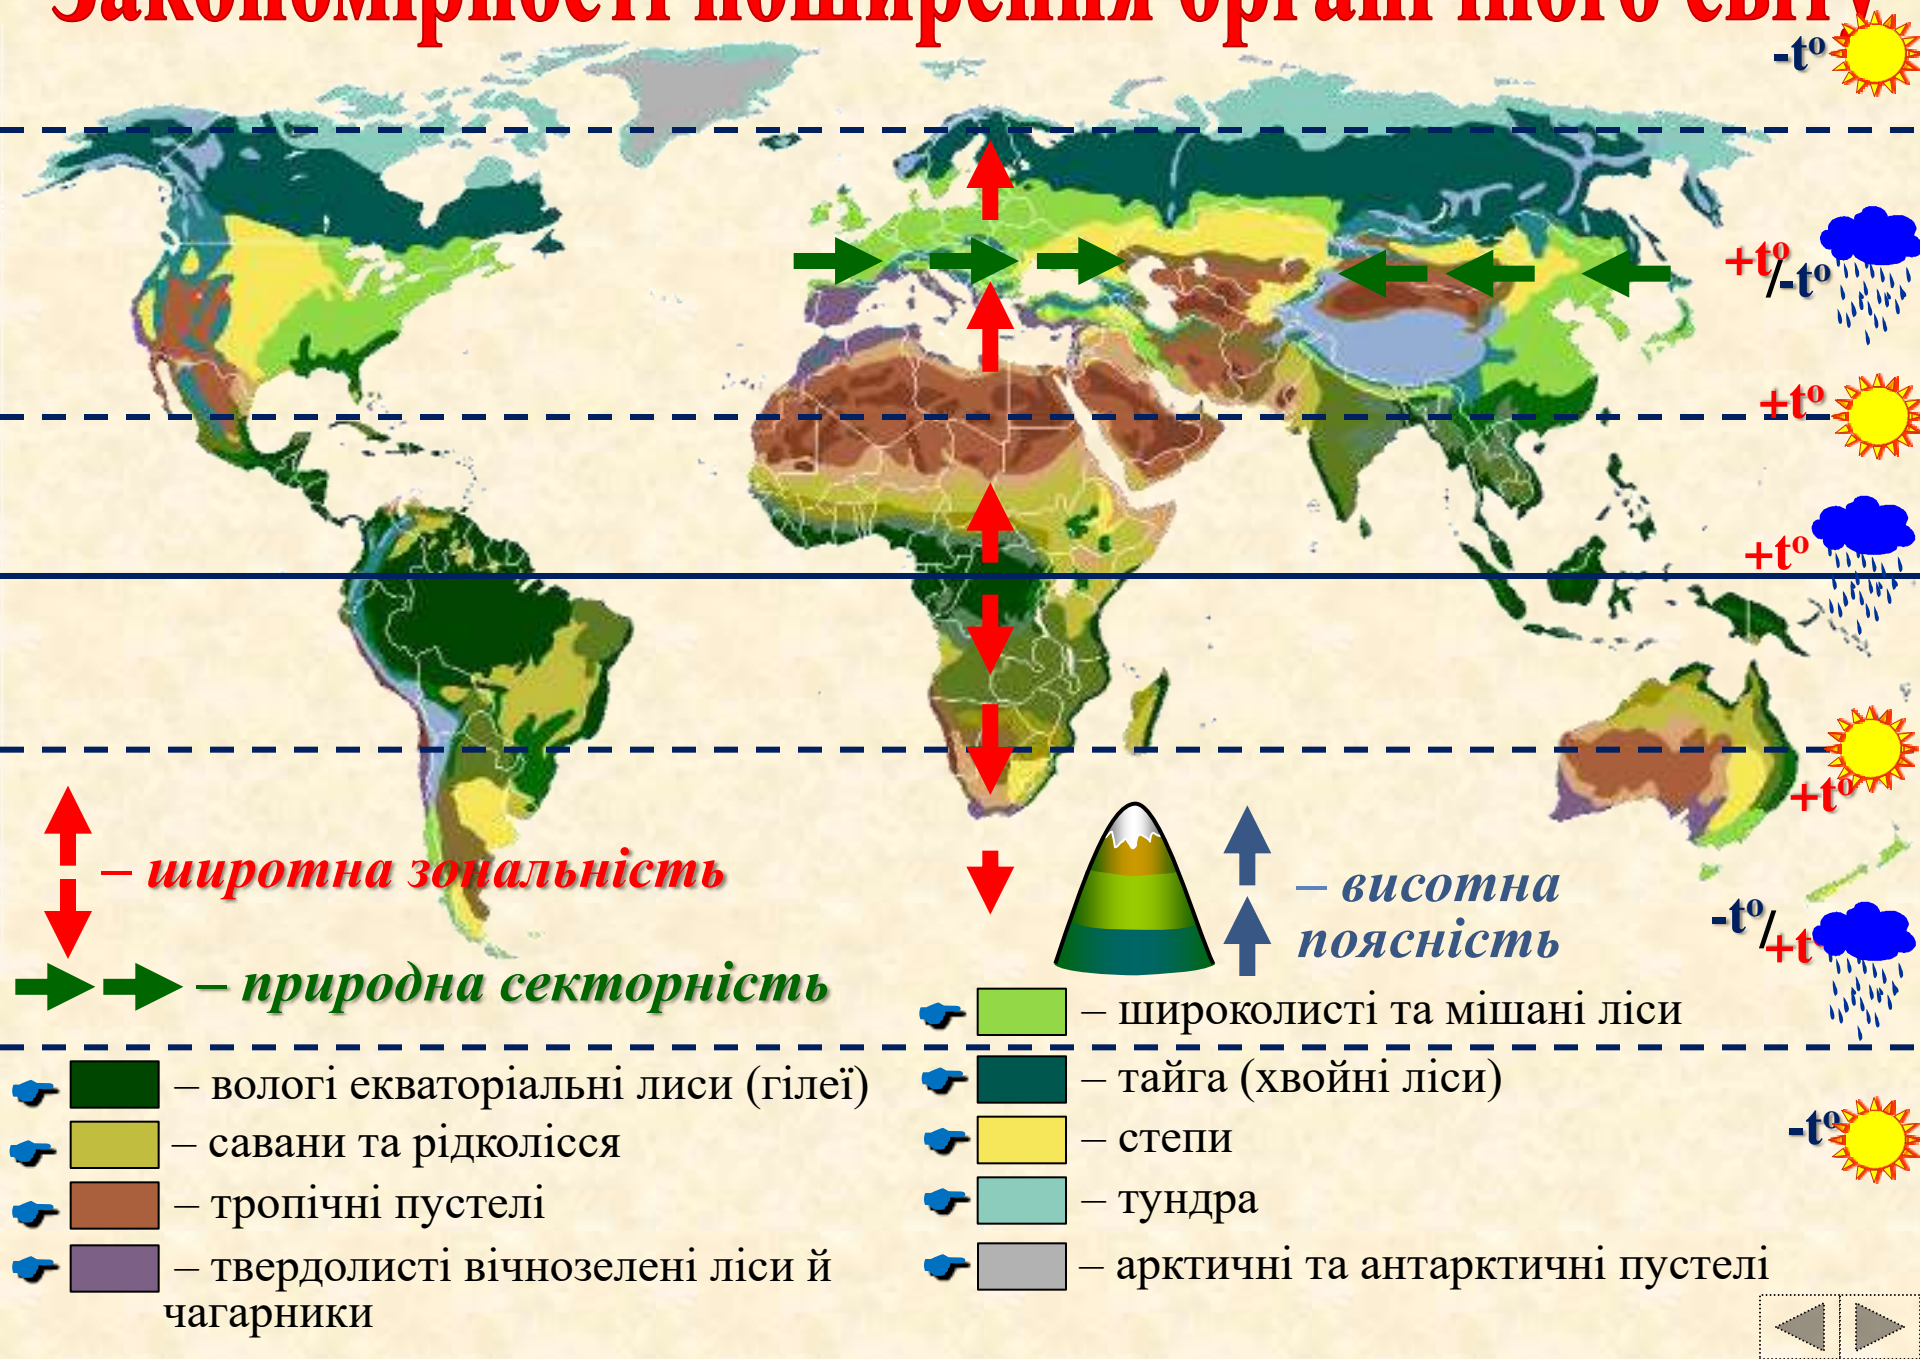 Закономірності поширення органічного світу
-tº
+tº
/-tº
+tº
+tº
+tº
– широтна зональність
– висотна
поясність
-tº/
+t
– природна секторність
– широколисті та мішані ліси
– вологі екваторіальні лиси (гілеї)
– тайга (хвойні ліси)
– савани та рідколісся
– степи
-tº
– тропічні пустелі
– тундра
– твердолисті вічнозелені ліси й
чагарники
– арктичні та антарктичні пустелі